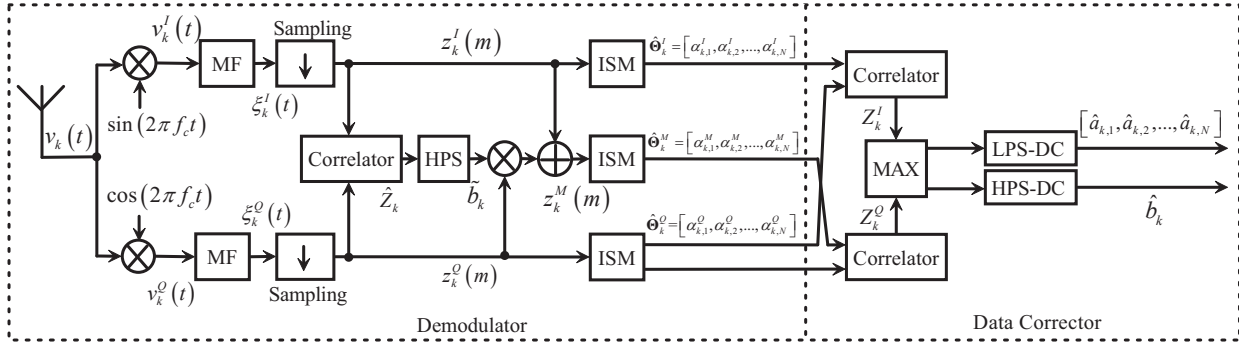 v_k^I(t)
Sampling
z_k^I(m)
Θ̂_k^I=[α_{k,1}^I,α_{k,2}^I,...,α_{k,N}^I]
MF
↓
ISM
Correlator
v_k(t)
sin(2πf_ct)
ξ_k^I(t)
Z_k^I
[â_{k,1},â_{k,2},...,â_{k,N}]
Correlator
HPS
ISM
Θ̂_k^M=[α_{k,1}^M,α_{k,2}^M,...,α_{k,N}^M]
MAX
LPS-DC
HPS-DC
cos(2πf_ct)
Ẑ_k
b̃_k
z_k^M(m)
b̂_k
ξ_k^Q(t)
Θ̂_k^Q=[α_{k,1}^Q,α_{k,2}^Q,...,α_{k,N}^Q]
Z_k^Q
MF
↓
ISM
Correlator
v_k^Q(t)
Sampling
z_k^Q(m)
Demodulator
Data Corrector